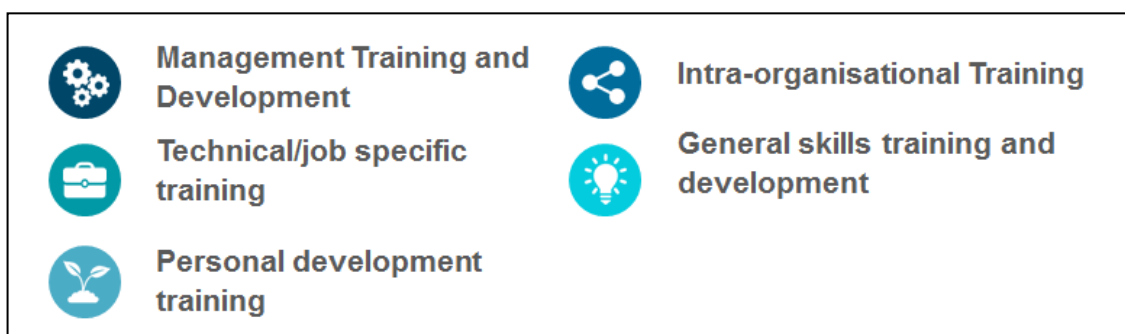 Management Training and
Development
Technical/job specific
training
Personal development
training
Intra-organisational Training
General skills training and
development